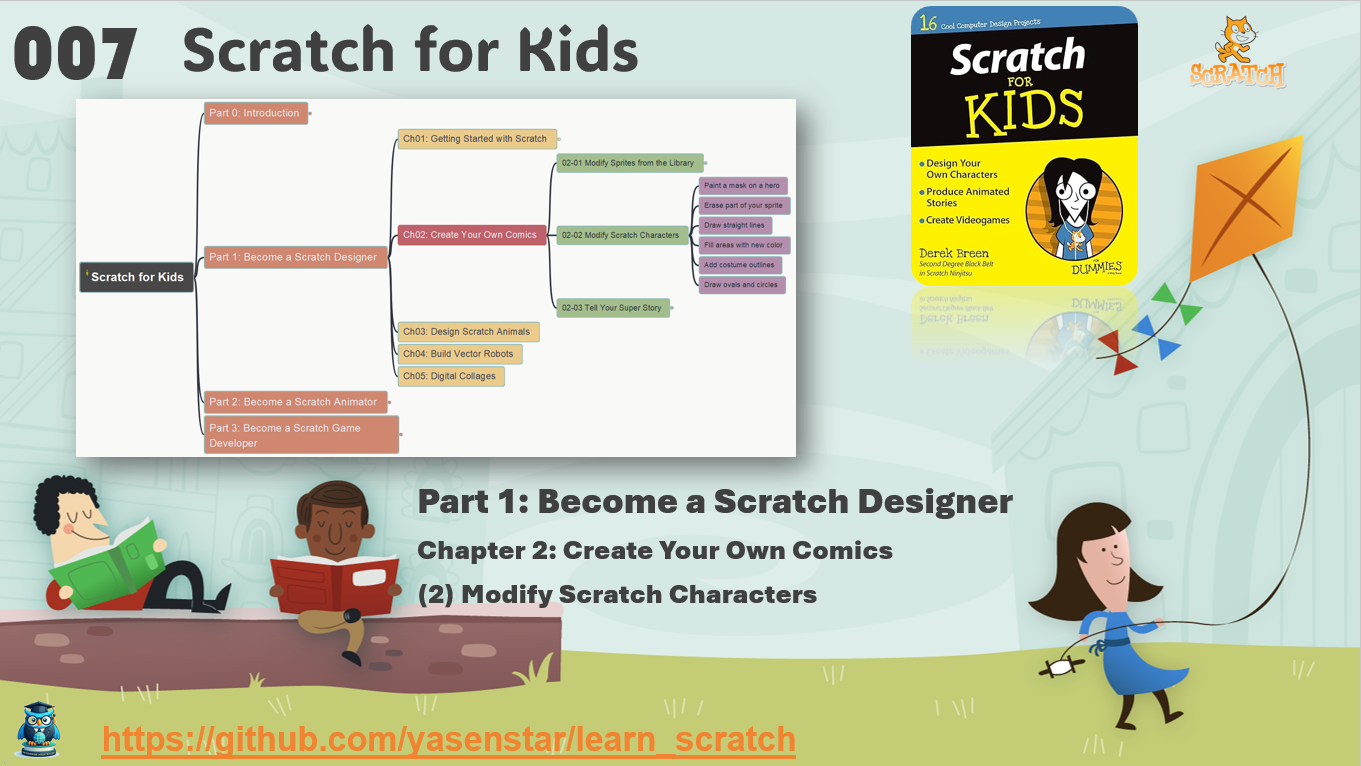 007 Scratch for Kids
16 Cool Computer Design Projects
Scratch
FOR
KIDS
Design Your
Own Characters
Produce Animated
Stories
Create Videogames
Derek Breen
Second Degree Black Belt
in Scratch Ninjitsu
FOR
DUMMIES
SCRATCH
Scratch for Kids
Part 0: Introduction
Part 1: Become a Scratch Designer
Ch01: Getting Started with Scratch
Ch02: Create Your Own Comics
02-01 Modify Sprites from the Library
02-02 Modify Scratch Characters
Paint a mask on a hero
Erase part of your sprite
Draw straight lines
Fill areas with new color
Add costume outlines
Draw ovals and circles
02-03 Tell Your Super Story
Ch03: Design Scratch Animals
Ch04: Build Vector Robots
Ch05: Digital Collages
Part 2: Become a Scratch Animator
Part 3: Become a Scratch Game
Developer
Part 1: Become a Scratch Designer
Chapter 2: Create Your Own Comics
(2) Modify Scratch Characters
https://github.com/yasenstar/learn_scratch